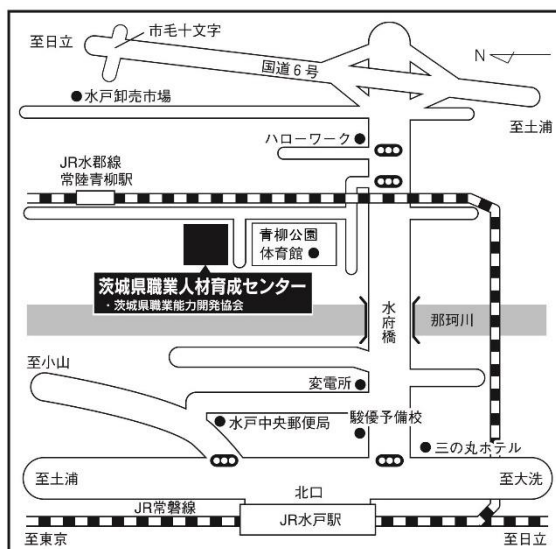 市毛十文字
至日立
N
国道6号
水戸卸売市場
至土浦
ハローワーク
JR水郡線
常陸青柳駅
青柳公園
体育館
茨城県職業人材育成センター
・茨城県職業能力開発協会
水府橋
那珂川
至小山
変電所
水戸中央郵便局
駿優予備校
三の丸ホテル
至土浦
北口
至大洗
JR常磐線
JR水戸駅
至東京
至日立